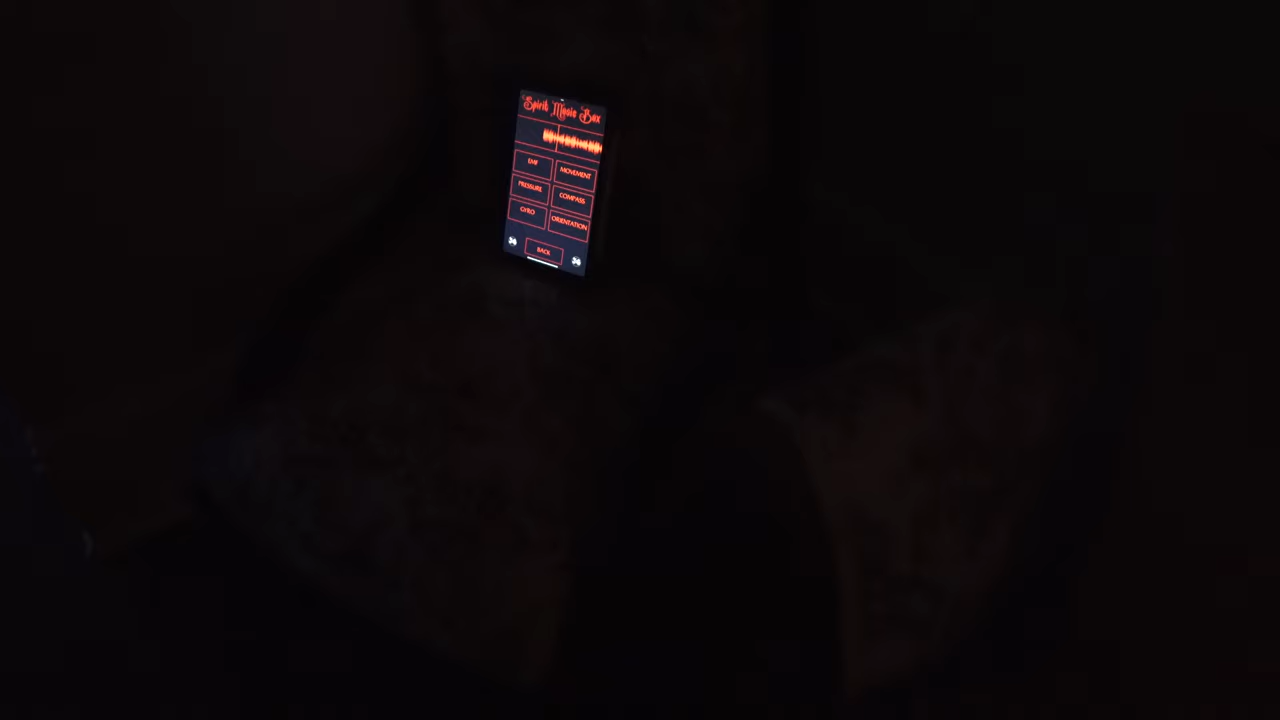 Spirit Music Box
EMF
MOVEMENT
PRESSURE
COMPASS
GYRO
ORIENTATION
BACK